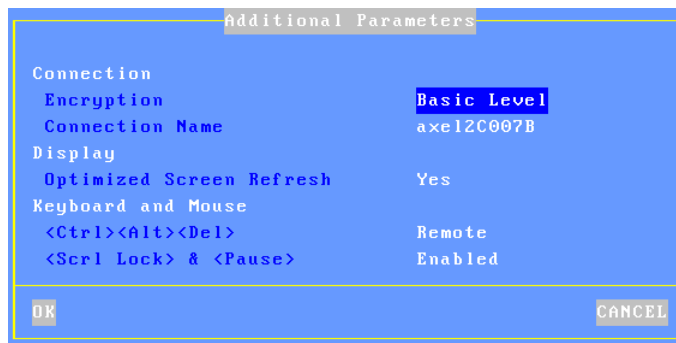 Additional Parameters
Connection
Encryption Basic Level
Connection Name axel2C007B
Display
Optimized Screen Refresh Yes
Keyboard and Mouse
<Ctrl><Alt><Del> Remote
<Scrl Lock> & <Pause> Enabled
OK CANCEL